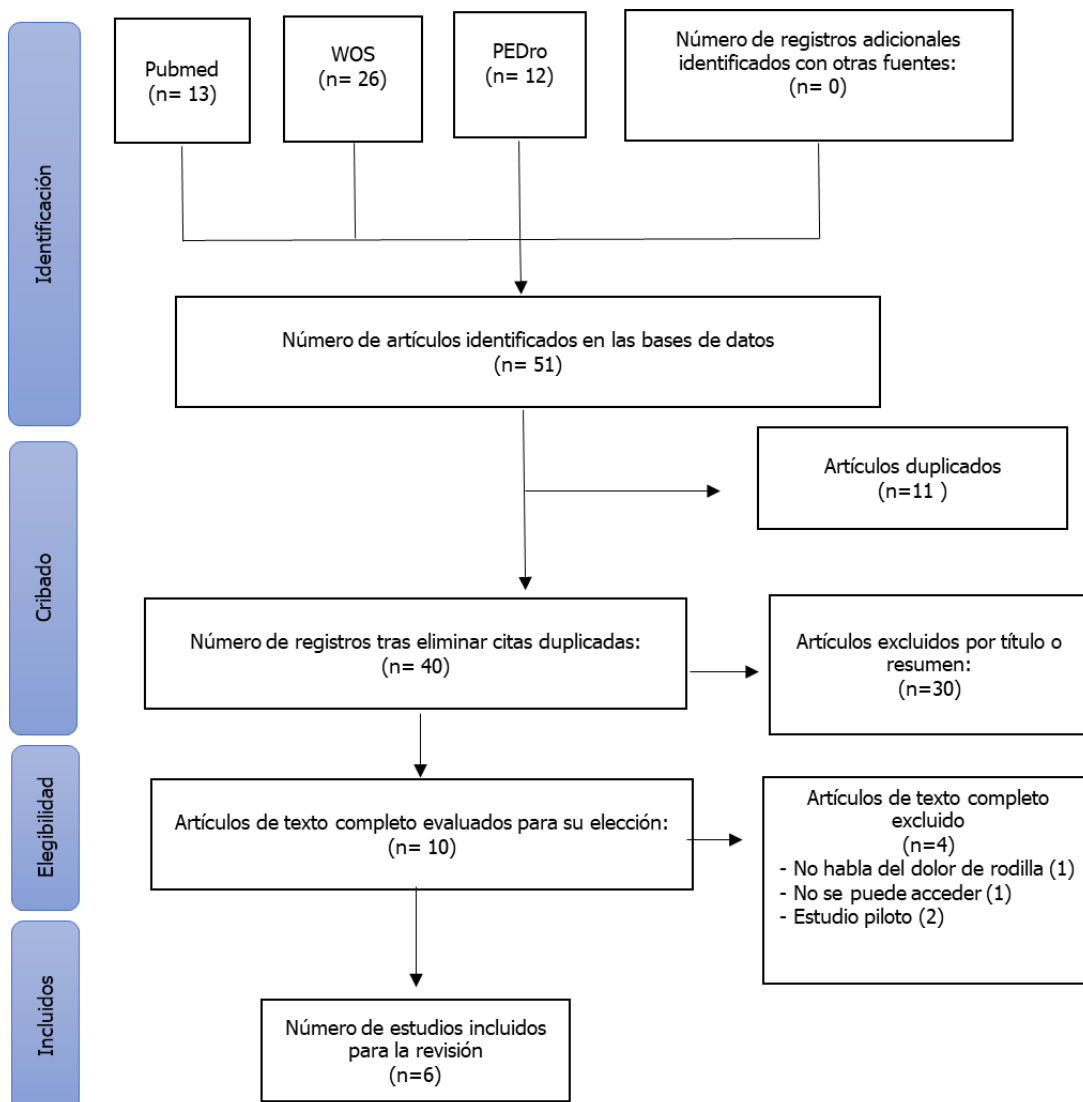 Identificación
Pubmed
(n= 13)
WOS
(n= 26)
PEDro
(n= 12)
Número de registros adicionales
identificados con otras fuentes:
(n= 0)
Número de artículos identificados en las bases de datos
(n= 51)
Cribado
Artículos duplicados
(n=11 )
Número de registros tras eliminar citas duplicadas:
(n= 40)
Artículos excluidos por título o
resumen:
(n=30)
Elegibilidad
Artículos de texto completo evaluados para su elección:
(n= 10)
Artículos de texto completo
excluido
(n=4)
- No habla del dolor de rodilla (1)
- No se puede acceder (1)
- Estudio piloto (2)
Incluidos
Número de estudios incluidos
para la revisión
(n=6)